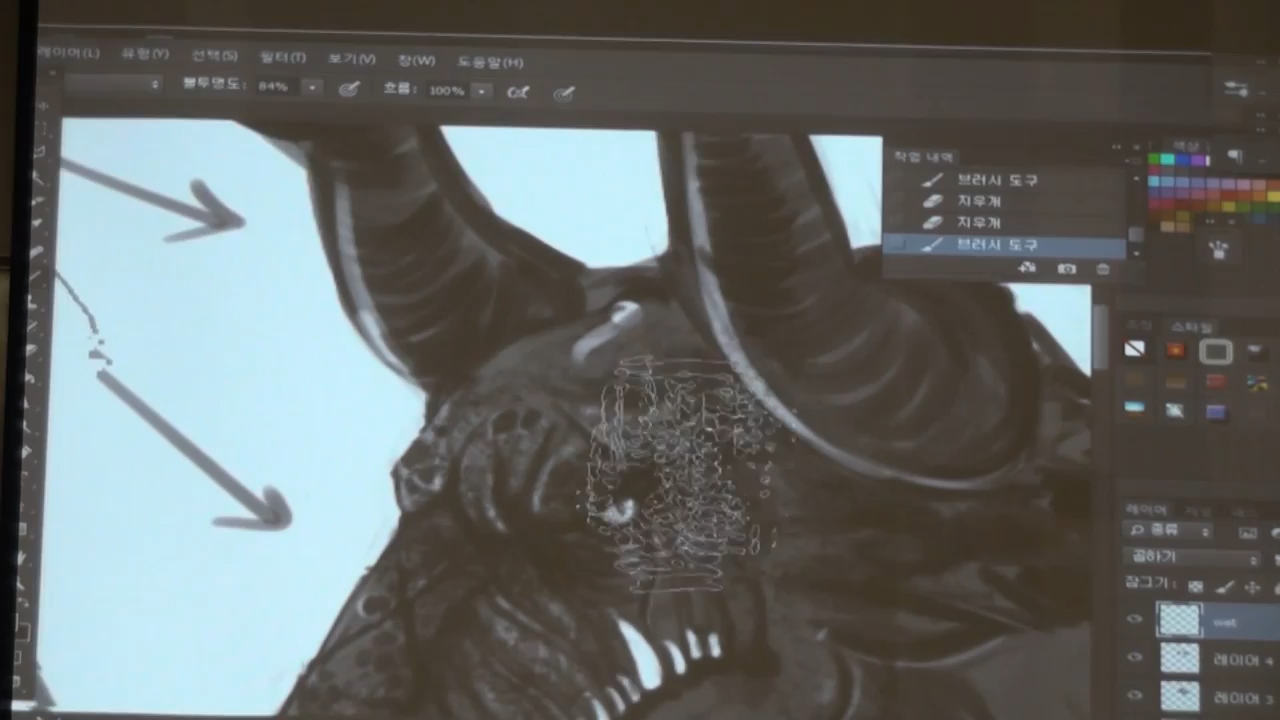 레이어(L) 유형(Y) 선택(S) 필터(T) 보기(V) 창(W) 도움말(H)
불투명도: 84% 흐름: 100%
작업 내역
브러시 도구
지우개
지우개
브러시 도구
색상
스타일
레이어
종류
곱하기
잠그기:
wet
레이어 4
레이어 3